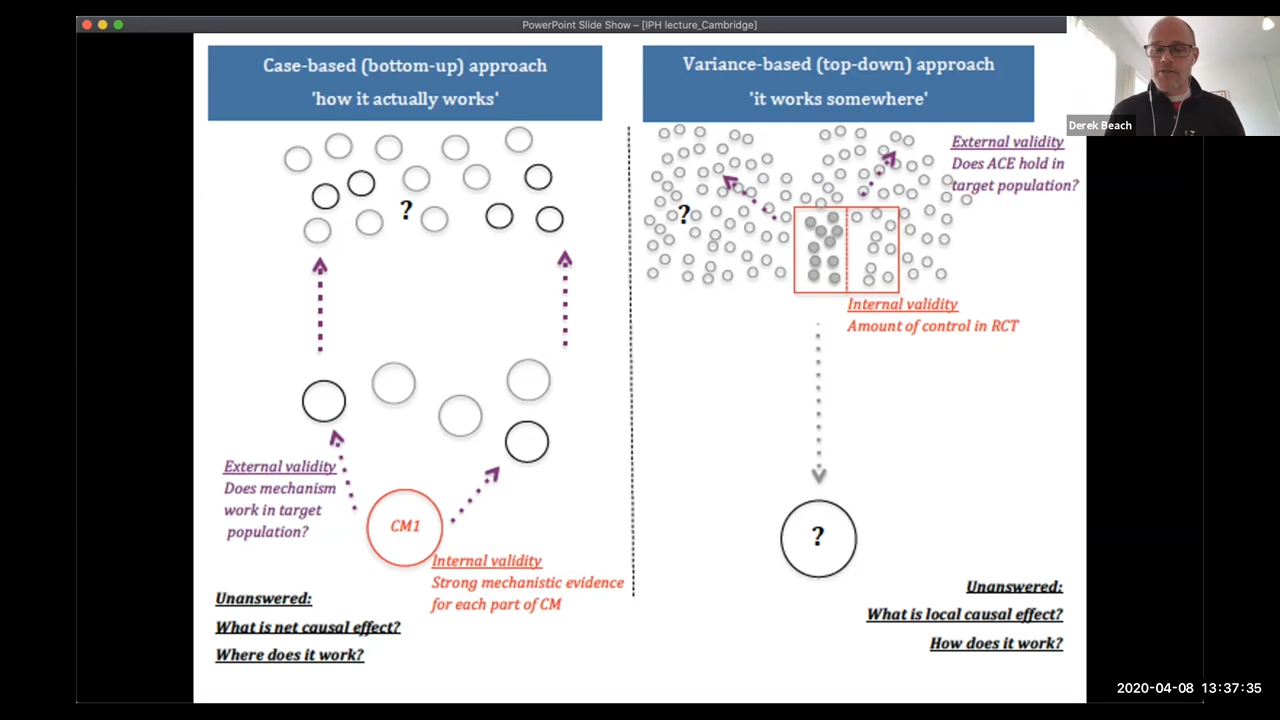 PowerPoint Slide Show – [IPH lecture_Cambridge]
Case-based (bottom-up) approach
'how it actually works'
?
External validity
Does mechanism
work in target
population?
CM1
Internal validity
Strong mechanistic evidence
for each part of CM
Unanswered:
What is net causal effect?
Where does it work?
Variance-based (top-down) approach
'it works somewhere'
External validity
Does ACE hold in
target population?
?
Internal validity
Amount of control in RCT
?
Unanswered:
What is local causal effect?
How does it work?
Derek Beach
2020-04-08 13:37:35